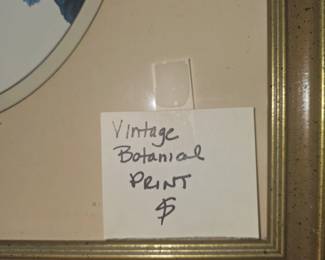 Vintage
Botanical
PRINT
$